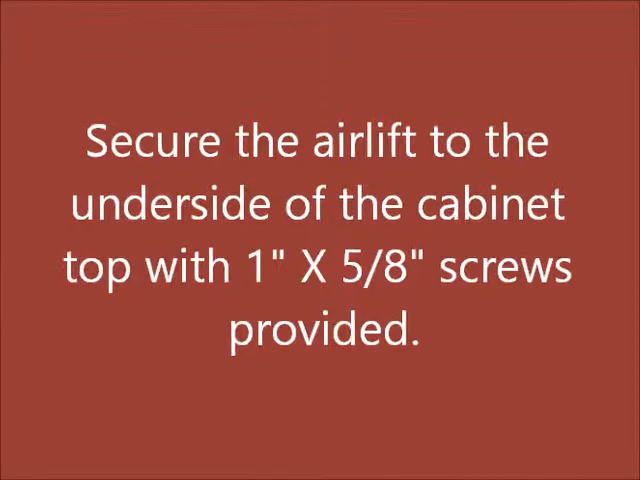 Secure the airlift to the
underside of the cabinet
top with 1" X 5/8" screws
provided.